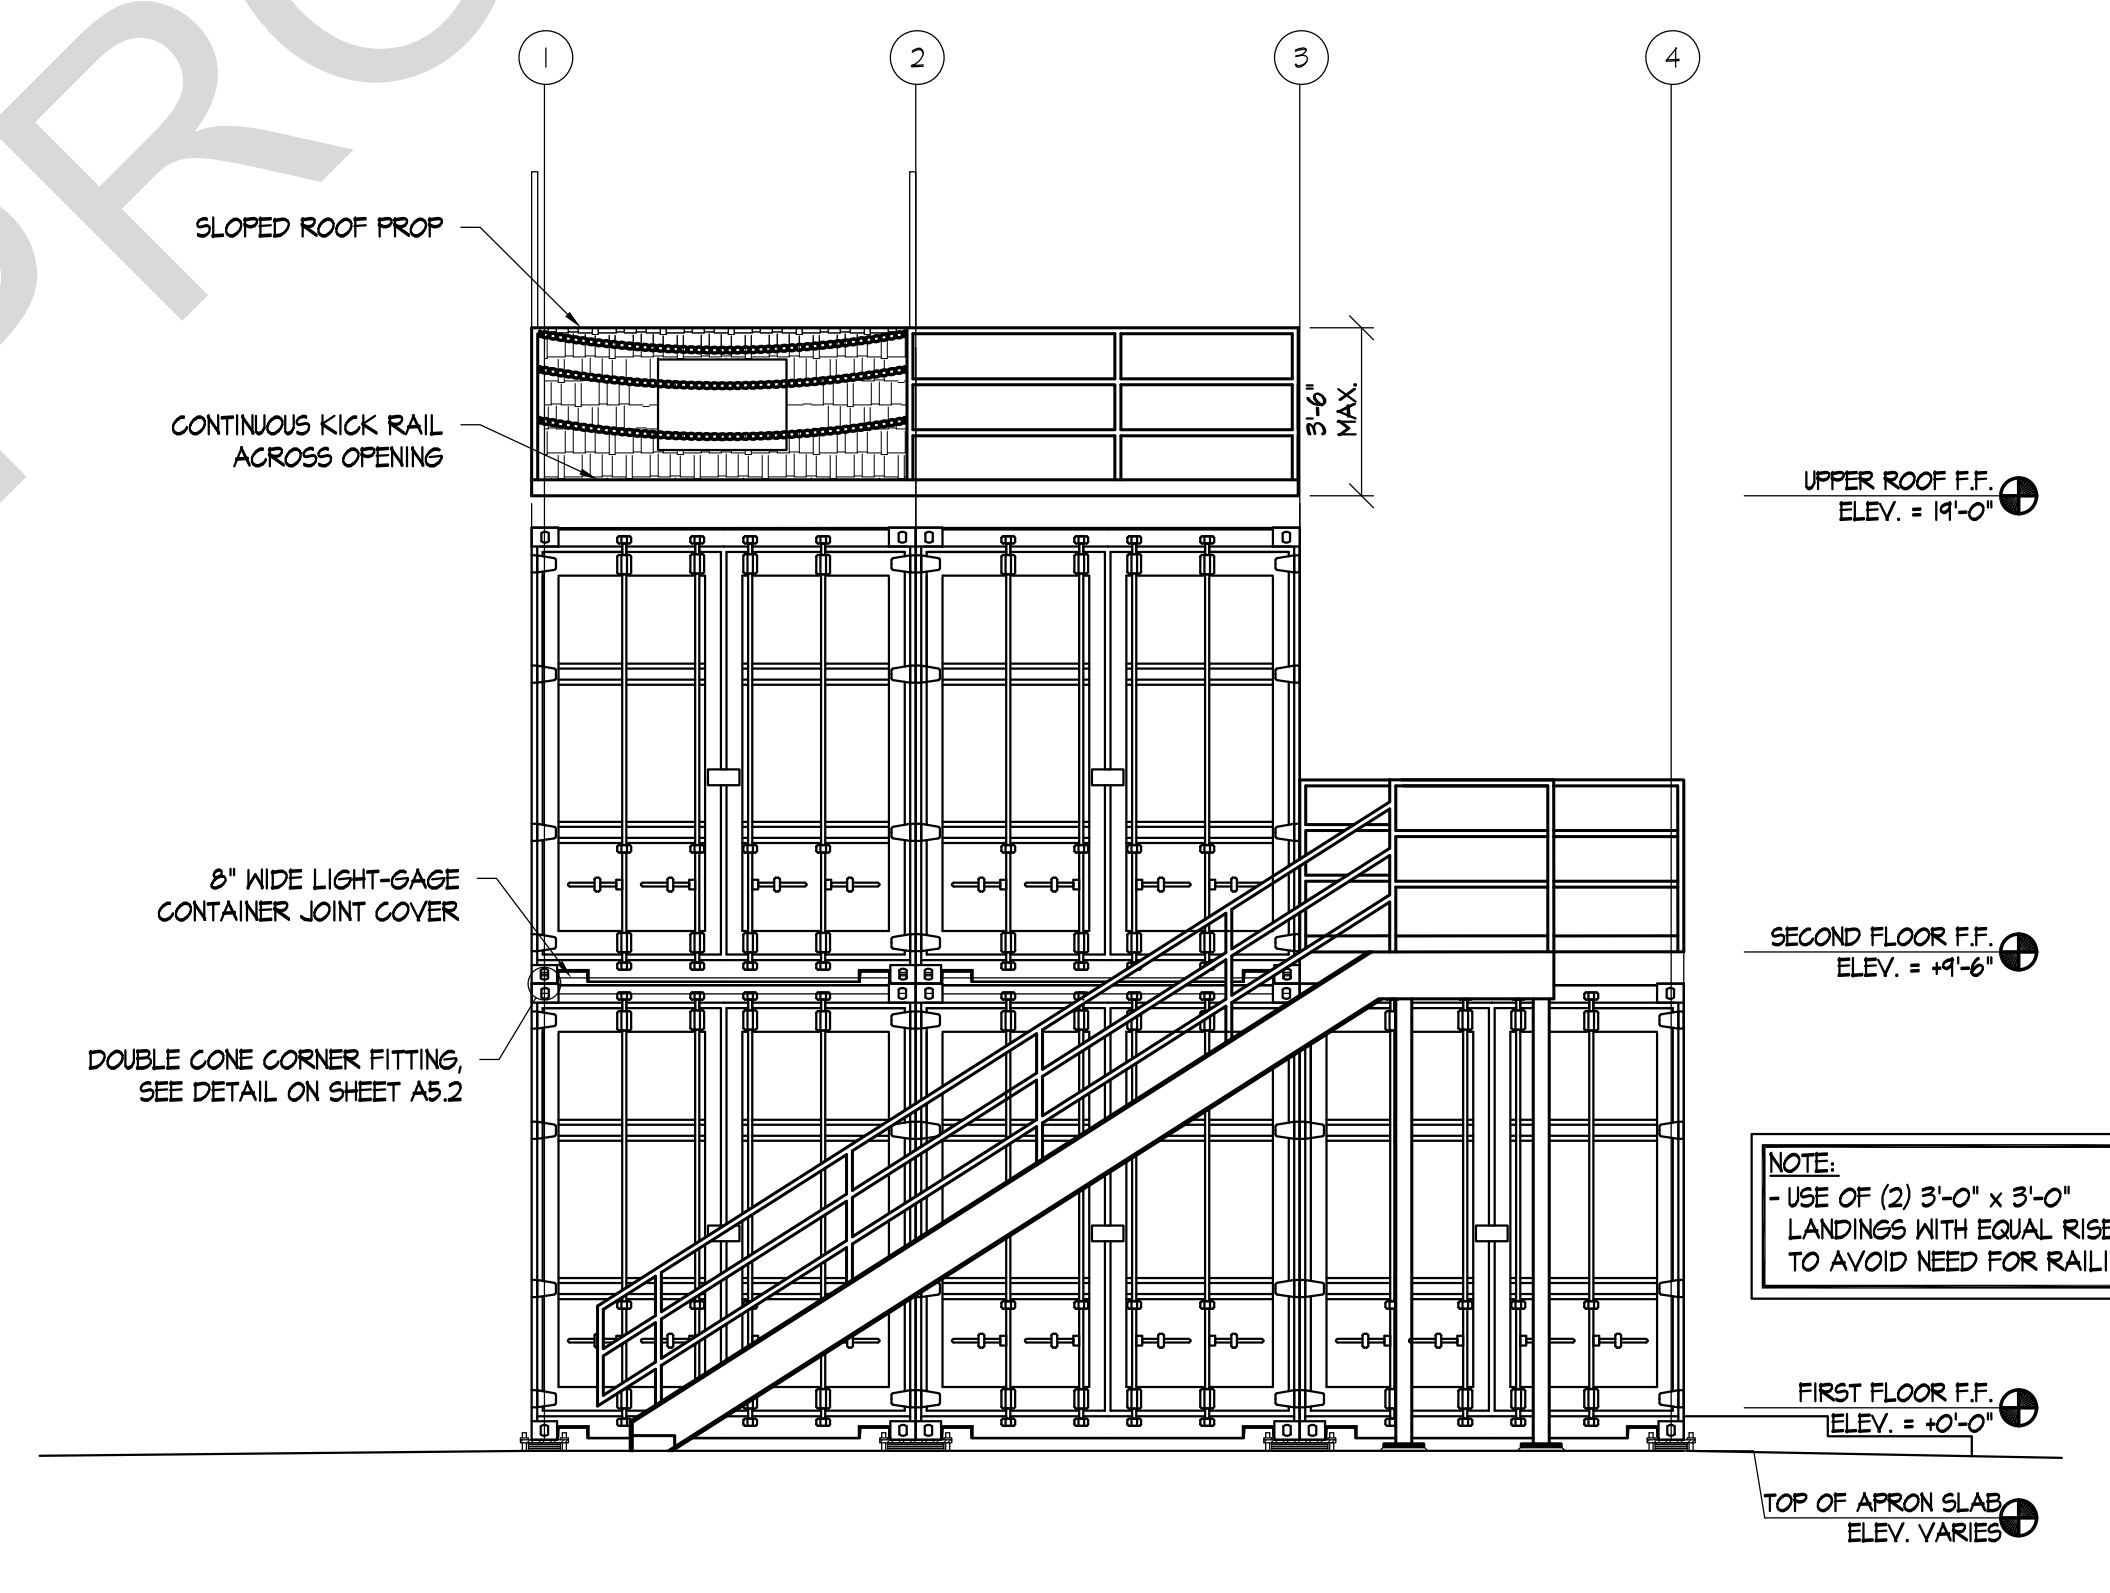 1 2 3 4
SLOPED ROOF PROP
CONTINUOUS KICK RAIL
ACROSS OPENING
3'-6"
MAX.
UPPER ROOF F.F.
ELEV. = 19'-0"
8" WIDE LIGHT-GAGE
CONTAINER JOINT COVER
SECOND FLOOR F.F.
ELEV. = +9'-6"
DOUBLE CONE CORNER FITTING,
SEE DETAIL ON SHEET A5.2
NOTE:
- USE OF (2) 3'-0" x 3'-0"
LANDINGS WITH EQUAL RISE
TO AVOID NEED FOR RAILI
FIRST FLOOR F.F.
ELEV. = +0'-0"
TOP OF APRON SLAB
ELEV. VARIES